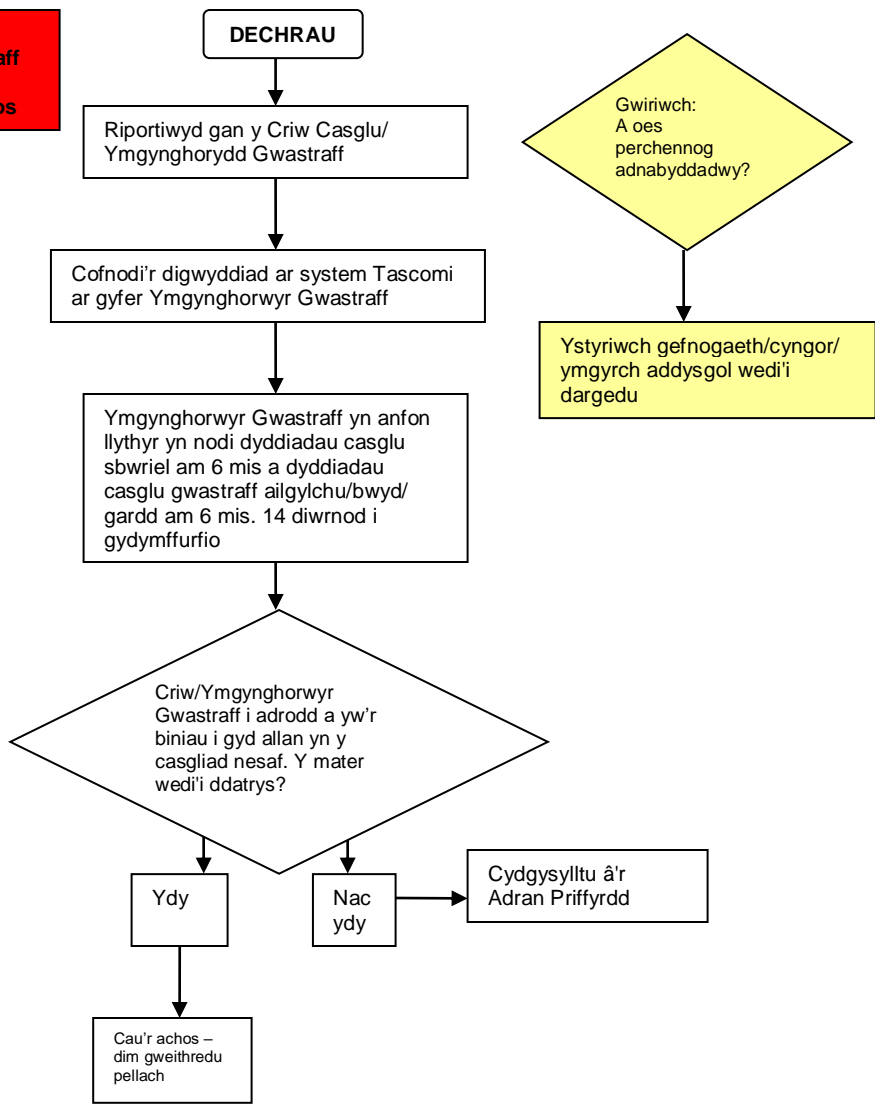 DECHRAU
Riportiwyd gan y Criw Casglu/
Ymgynghorydd Gwastraff
Cofnodi'r digwyddiad ar system Tascomi
ar gyfer Ymgynghorwyr Gwastraff
Ymgynghorwyr Gwastraff yn anfon
llythyr yn nodi dyddiadau casglu
sbwriel am 6 mis a dyddiadau
casglu gwastraff ailgylchu/bwyd/
gardd am 6 mis. 14 diwrnod i
gydymffurfio
Criw/Ymgynghorwyr
Gwastraff i adrodd a yw'r
biniau i gyd allan yn y
casgliad nesaf. Y mater
wedi'i ddatrys?
Ydy
Nac
ydy
Cydgysylltu â'r
Adran Priffyrdd
Cau'r achos –
dim gweithredu
pellach
Gwiriwch:
A oes
perchennog
adnabyddadwy?
Ystyriwch gefnogaeth/cyngor/
ymgyrch addysgol wedi'i
dargedu